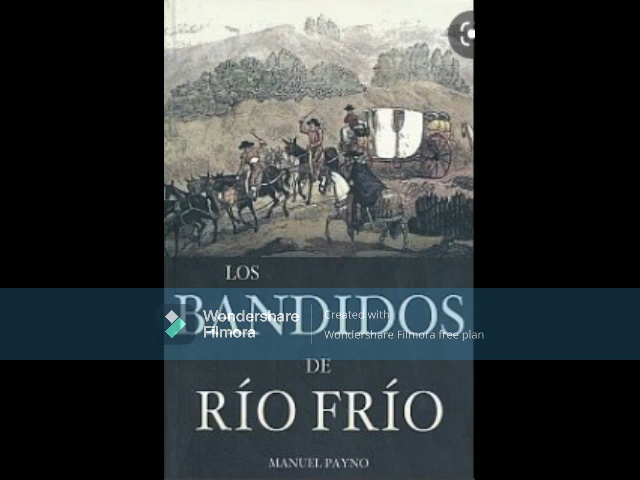 LOS
BANDIDOS
Wondershare
Filmora
Created with
Wondershare Filmora free plan
DE
RÍO FRÍO
MANUEL PAYNO